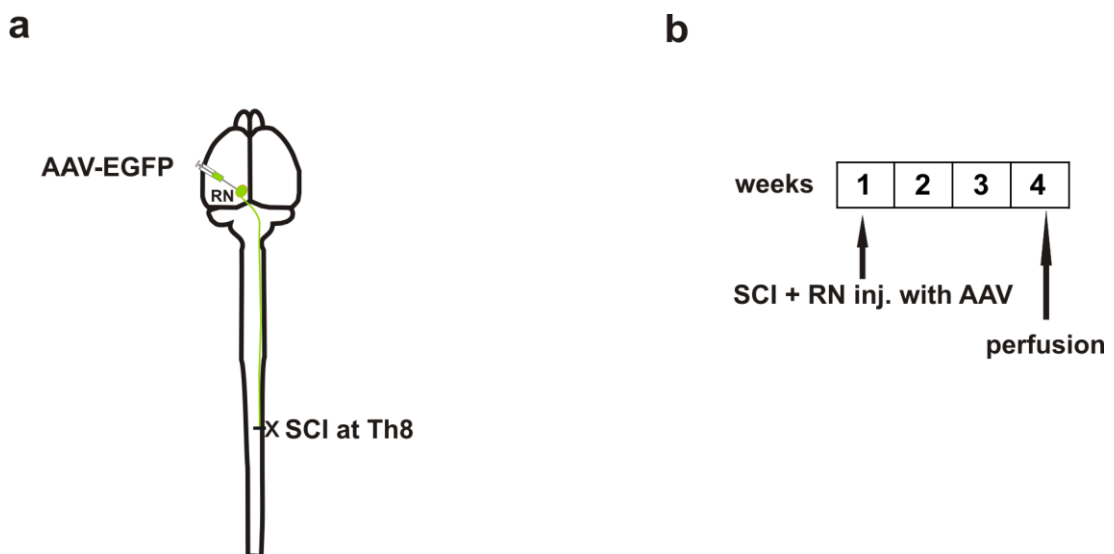 a
b
AAV-EGFP
RN
weeks 1 2 3 4
SCI + RN inj. with AAV
perfusion
X SCI at Th8